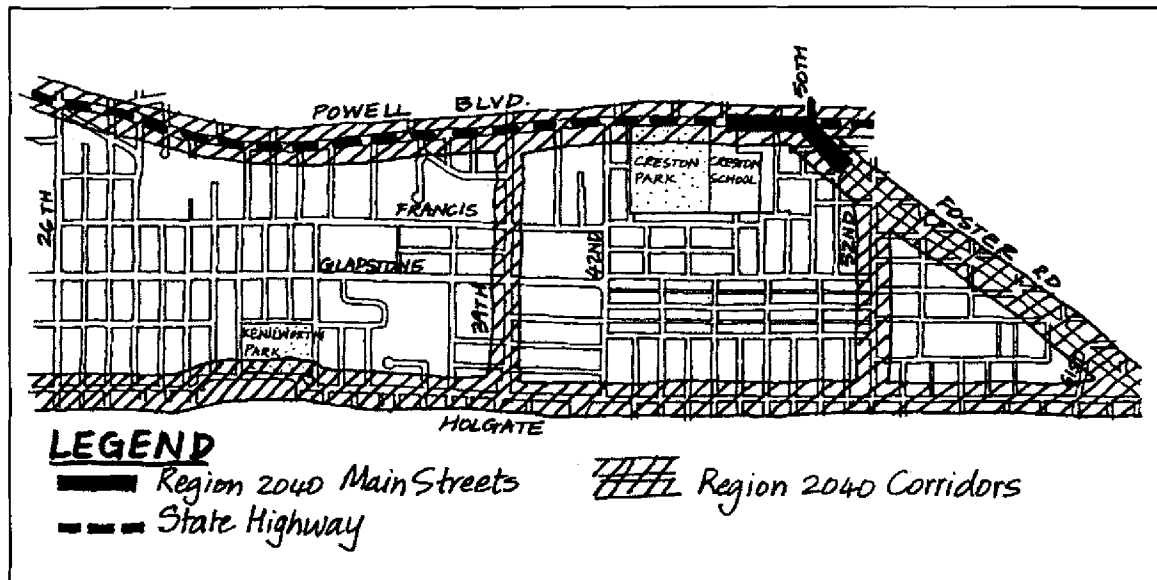 50TH
POWELL BLVD.
CRESTON
PARK
CRESTON
SCHOOL
FRANCIS
26TH
42ND
52ND
FOSTER RD
GLADSTONE
39TH
KENILWORTH
PARK
HOLGATE
LEGEND
Region 2040 Main Streets
State Highway
Region 2040 Corridors